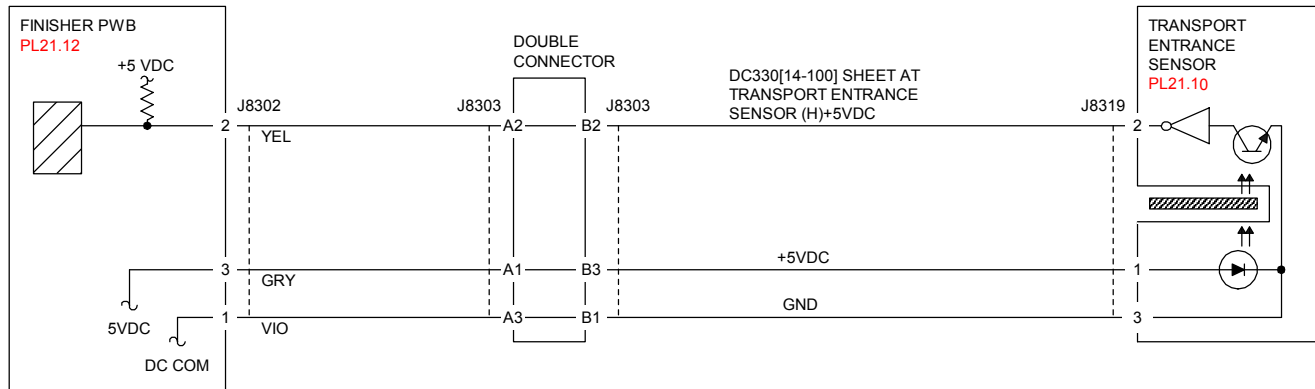 FINISHER PWB
PL21.12
+5 VDC
J8302
2
YEL
3
GRY
5VDC
1
VIO
DC COM
DOUBLE
CONNECTOR
J8303
J8303
A2
B2
A1
B3
A3
B1
DC330[14-100] SHEET AT
TRANSPORT ENTRANCE
SENSOR (H)+5VDC
+5VDC
GND
J8319
2
1
3
TRANSPORT
ENTRANCE
SENSOR
PL21.10